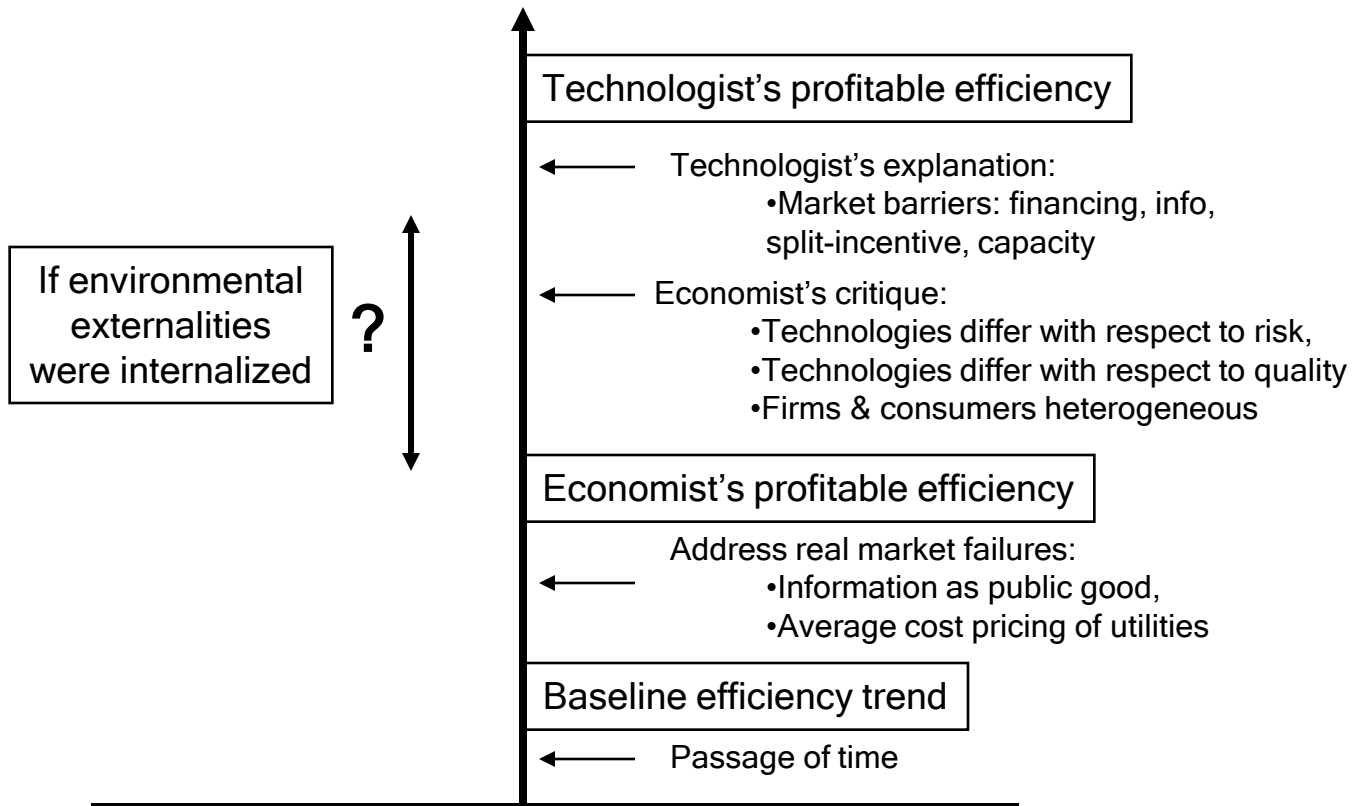 Technologist’s profitable efficiency
Technologist’s explanation:
•Market barriers: financing, info,
split-incentive, capacity
If environmental
externalities
were internalized
?
Economist’s critique:
•Technologies differ with respect to risk,
•Technologies differ with respect to quality
•Firms & consumers heterogeneous
Economist’s profitable efficiency
Address real market failures:
•Information as public good,
•Average cost pricing of utilities
Baseline efficiency trend
Passage of time